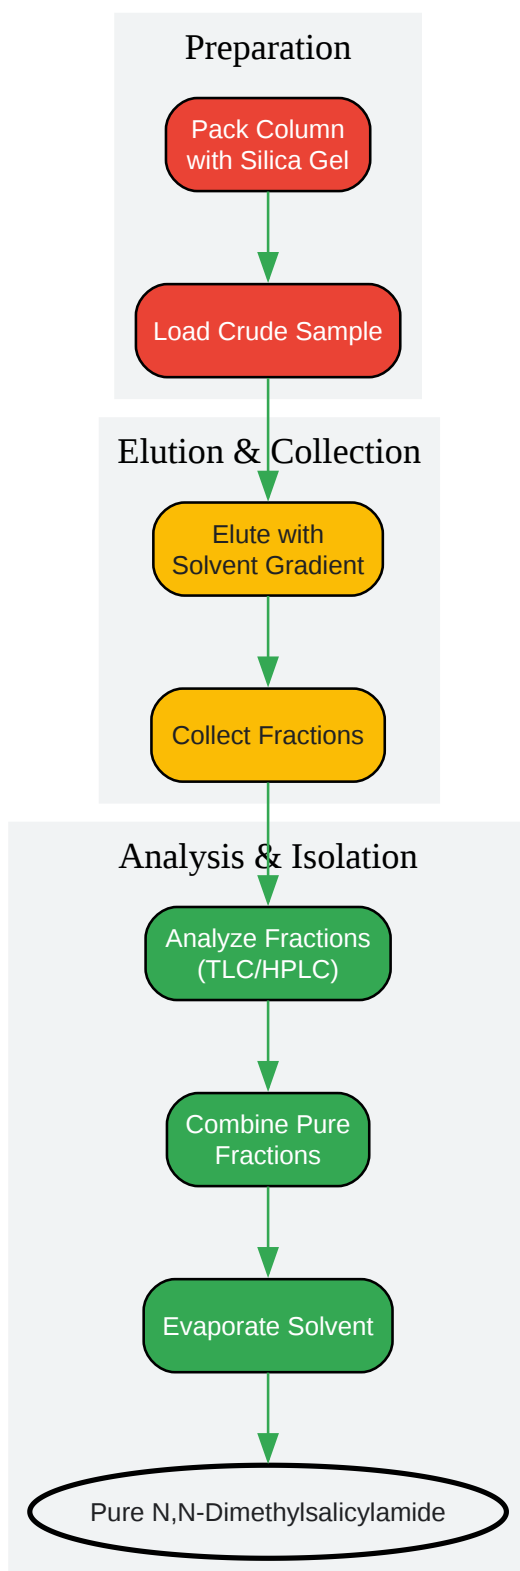 Preparation
Pack Column
with Silica Gel
Load Crude Sample
Elution & Collection
Elute with
Solvent Gradient
Collect Fractions
Analysis & Isolation
Analyze Fractions
(TLC/HPLC)
Combine Pure
Fractions
Evaporate Solvent
Pure N,N-Dimethylsalicylamide